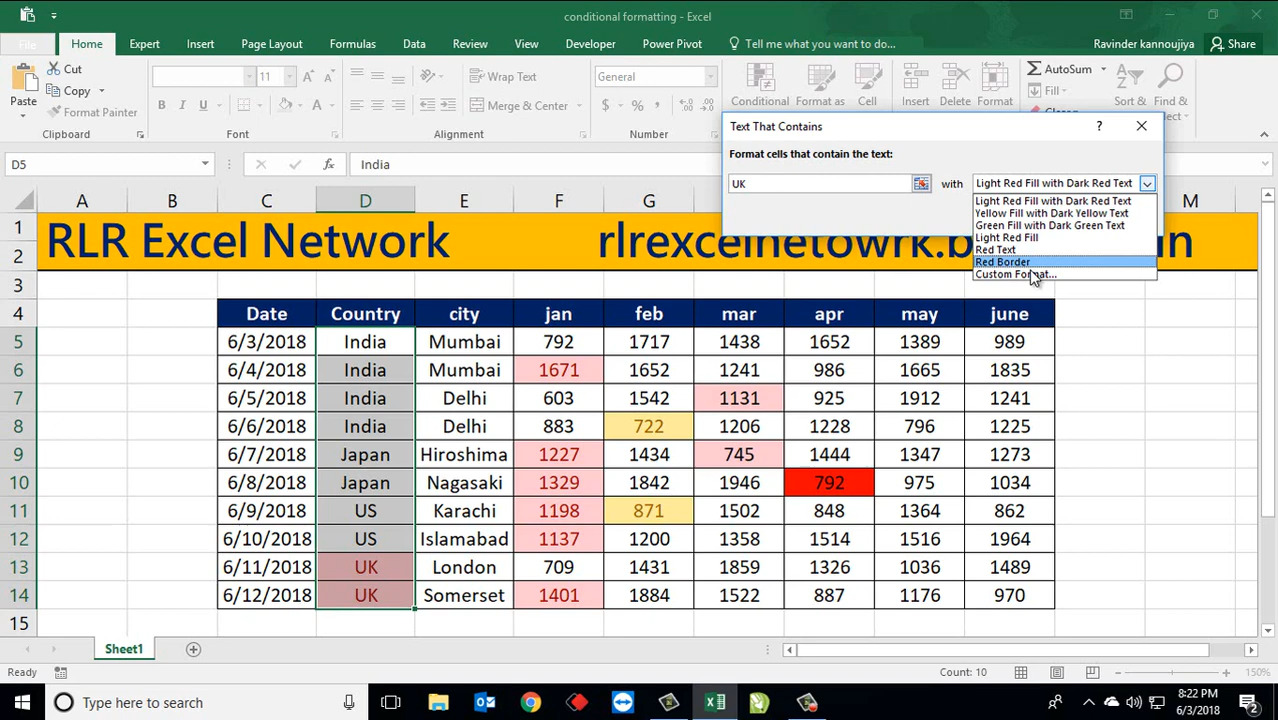 conditional formatting - Excel
File Home Expert Insert Page Layout Formulas Data Review View Developer Power Pivot Tell me what you want to do... Ravinder kannoujiya Share
Paste Cut Copy Format Painter Clipboard
11 B I U Font
Wrap Text Merge & Center Alignment
General $ % , Number
Conditional Format as Cell Insert Delete Format
AutoSum Fill Sort & Find &
Text That Contains ?
Format cells that contain the text:
UK with Light Red Fill with Dark Red Text
Light Red Fill with Dark Red Text
Yellow Fill with Dark Yellow Text
Green Fill with Dark Green Text
Light Red Fill
Red Text
Red Border
Custom Format...
D5 fx India
A B C D E F G M
1 2 RLR Excel Network rlrexcelnetowrk.b in
3
4 Date Country city jan feb mar apr may june
5 6/3/2018 India Mumbai 792 1717 1438 1652 1389 989
6 6/4/2018 India Mumbai 1671 1652 1241 986 1665 1835
7 6/5/2018 India Delhi 603 1542 1131 925 1912 1241
8 6/6/2018 India Delhi 883 722 1206 1228 796 1225
9 6/7/2018 Japan Hiroshima 1227 1434 745 1444 1347 1273
10 6/8/2018 Japan Nagasaki 1329 1842 1946 792 975 1034
11 6/9/2018 US Karachi 1198 871 1502 848 1364 862
12 6/10/2018 US Islamabad 1137 1200 1358 1514 1516 1964
13 6/11/2018 UK London 709 1431 1859 1326 1036 1489
14 6/12/2018 UK Somerset 1401 1884 1522 887 1176 970
15
Sheet1
Ready Count: 10 150%
Type here to search 8:22 PM
6/3/2018 2